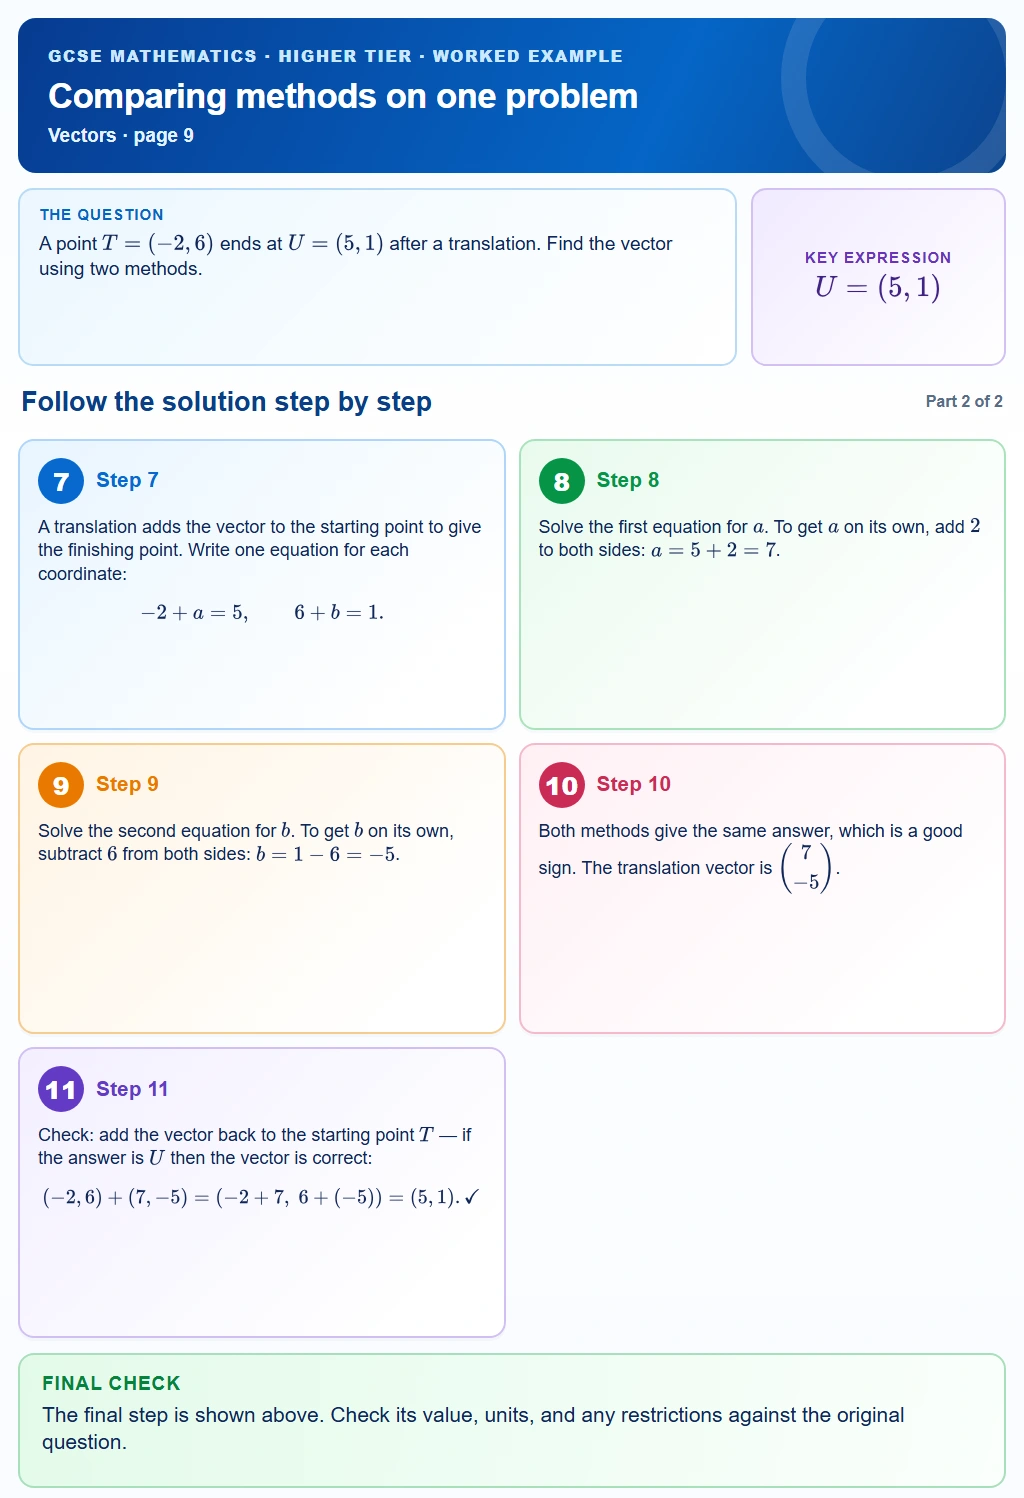 GCSE MATHEMATICS · HIGHER TIER · WORKED EXAMPLE
Comparing methods on one problem
Vectors · page 9
THE QUESTION
A point T = (−2, 6) ends at U = (5, 1) after a translation. Find the vector
using two methods.
KEY EXPRESSION
U = (5, 1)
Follow the solution step by step
Part 2 of 2
7 Step 7
A translation adds the vector to the starting point to give
the finishing point. Write one equation for each
coordinate:
−2 + a = 5, 6 + b = 1.
8 Step 8
Solve the first equation for a. To get a on its own, add 2
to both sides: a = 5 + 2 = 7.
9 Step 9
Solve the second equation for b. To get b on its own,
subtract 6 from both sides: b = 1 − 6 = −5.
10 Step 10
Both methods give the same answer, which is a good
sign. The translation vector is (7 −5).
11 Step 11
Check: add the vector back to the starting point T — if
the answer is U then the vector is correct:
(−2, 6) + (7, −5) = (−2 + 7, 6 + (−5)) = (5, 1). ✓
FINAL CHECK
The final step is shown above. Check its value, units, and any restrictions against the original
question.